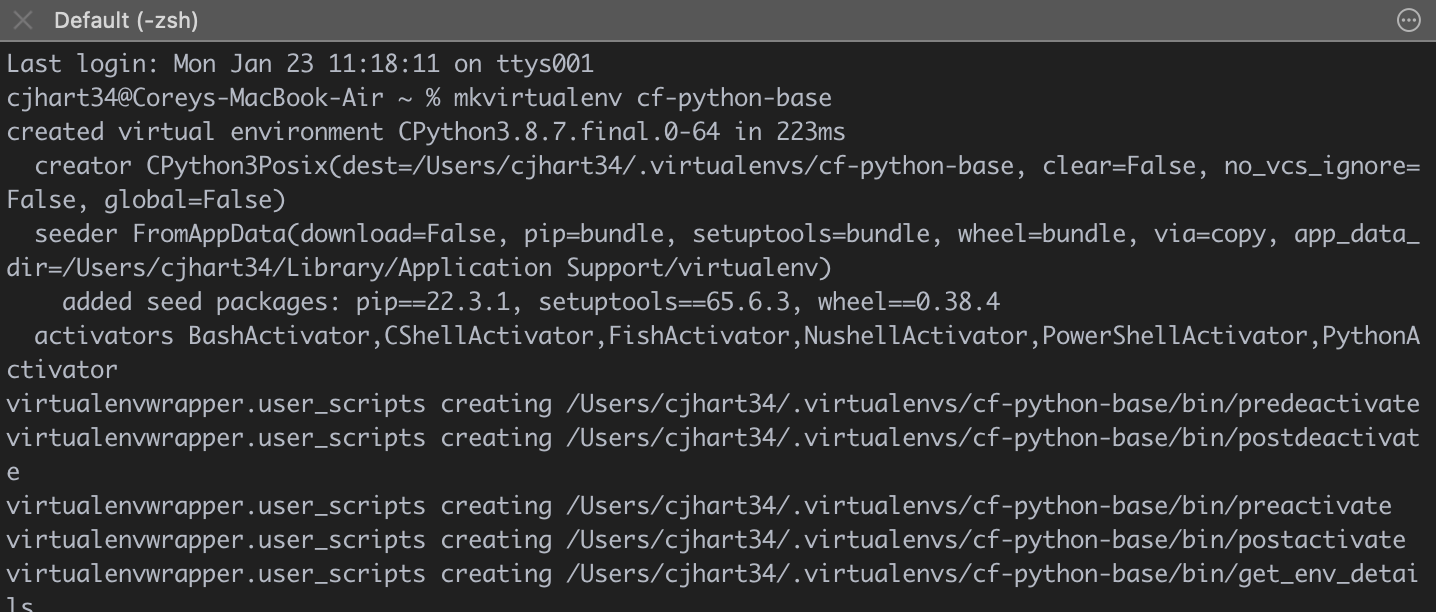 Default (-zsh)
Last login: Mon Jan 23 11:18:11 on ttys001
cjhart34@Coreys-MacBook-Air ~ % mkvirtualenv cf-python-base
created virtual environment CPython3.8.7.final.0-64 in 223ms
  creator CPython3Posix(dest=/Users/cjhart34/.virtualenvs/cf-python-base, clear=False, no_vcs_ignore=
False, global=False)
  seeder FromAppData(download=False, pip=bundle, setuptools=bundle, wheel=bundle, via=copy, app_data_
dir=/Users/cjhart34/Library/Application Support/virtualenv)
    added seed packages: pip==22.3.1, setuptools==65.6.3, wheel==0.38.4
  activators BashActivator,CShellActivator,FishActivator,NushellActivator,PowerShellActivator,PythonA
ctivator
virtualenvwrapper.user_scripts creating /Users/cjhart34/.virtualenvs/cf-python-base/bin/predeactivate
virtualenvwrapper.user_scripts creating /Users/cjhart34/.virtualenvs/cf-python-base/bin/postdeactivat
e
virtualenvwrapper.user_scripts creating /Users/cjhart34/.virtualenvs/cf-python-base/bin/preactivate
virtualenvwrapper.user_scripts creating /Users/cjhart34/.virtualenvs/cf-python-base/bin/postactivate
virtualenvwrapper.user_scripts creating /Users/cjhart34/.virtualenvs/cf-python-base/bin/get_env_detai
ls